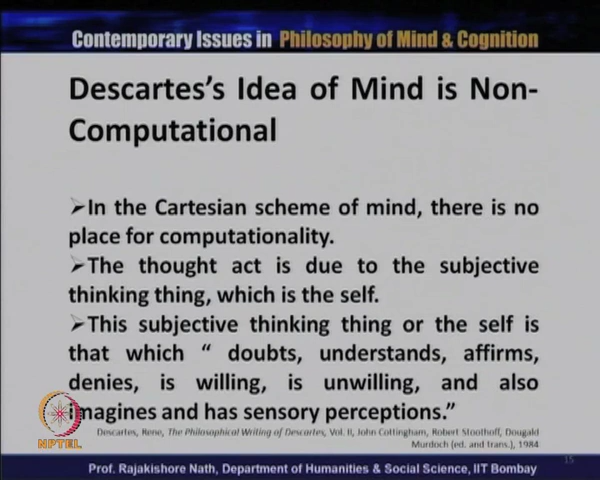 Contemporary Issues in Philosophy of Mind & Cognition
Descartes's Idea of Mind is Non-
Computational
➢In the Cartesian scheme of mind, there is no
place for computationality.
➢The thought act is due to the subjective
thinking thing, which is the self.
➢This subjective thinking thing or the self is
that which “ doubts, understands, affirms,
denies, is willing, is unwilling, and also
imagines and has sensory perceptions.”
Descartes, Rene, The Philosophical Writing of Descartes, Vol. II, John Cottingham, Robert Stoothoff, Dougald
Murdoch (ed. and trans.), 1984
NPTEL
15
Prof. Rajakishore Nath, Department of Humanities & Social Science, IIT Bombay